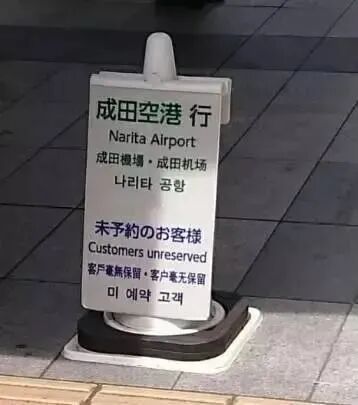 成田空港 行
Narita Airport
成田機場・成田机场
나리타 공항
未予約のお客様
Customers unreserved
客戶毫無保留・客户毫无保留
미 예약 고객